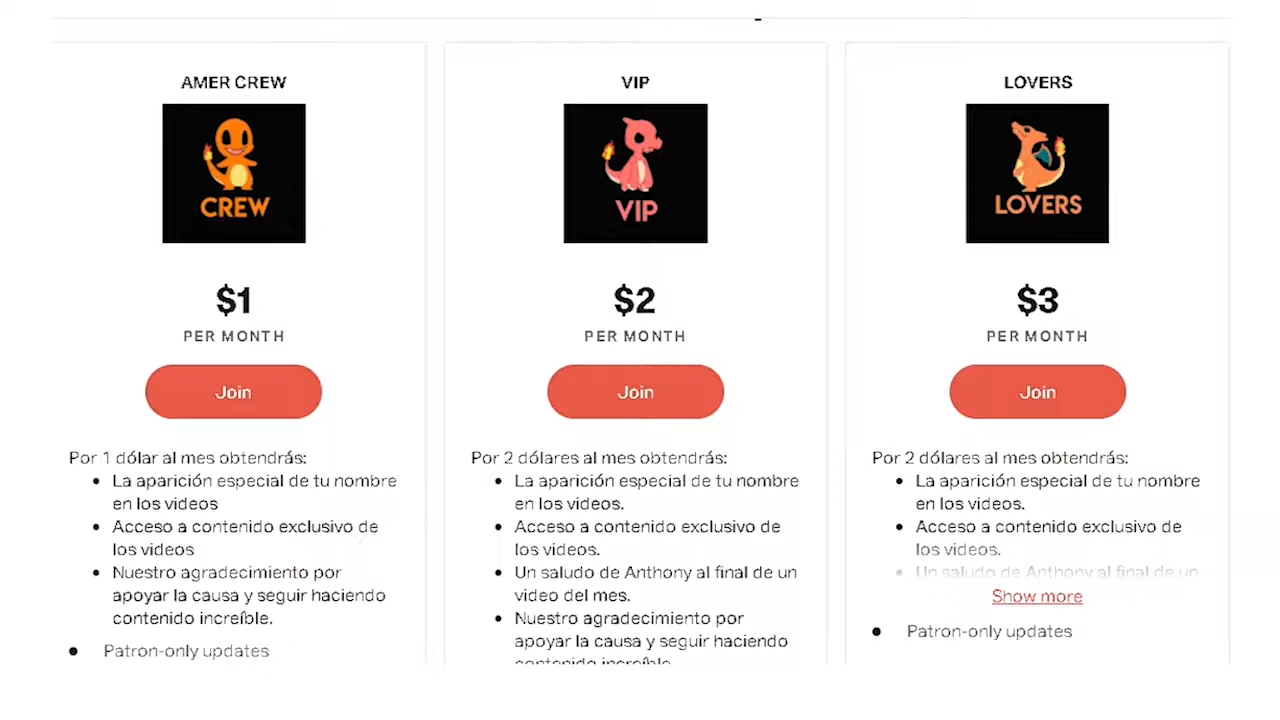 AMER CREW
CREW
$1
PER MONTH
Join
Por 1 dólar al mes obtendrás:
La aparición especial de tu nombre
en los videos
Acceso a contenido exclusivo de
los videos
Nuestro agradecimiento por
apoyar la causa y seguir haciendo
contenido increíble.
Patron-only updates
VIP
VIP
$2
PER MONTH
Join
Por 2 dólares al mes obtendrás:
La aparición especial de tu nombre
en los videos.
Acceso a contenido exclusivo de
los videos.
Un saludo de Anthony al final de un
video del mes.
Nuestro agradecimiento por
apoyar la causa y seguir haciendo
contenido increíble.
LOVERS
LOVERS
$3
PER MONTH
Join
Por 2 dólares al mes obtendrás:
La aparición especial de tu nombre
en los videos.
Acceso a contenido exclusivo de
los videos.
Un saludo de Anthony al final de un
Show more
Patron-only updates